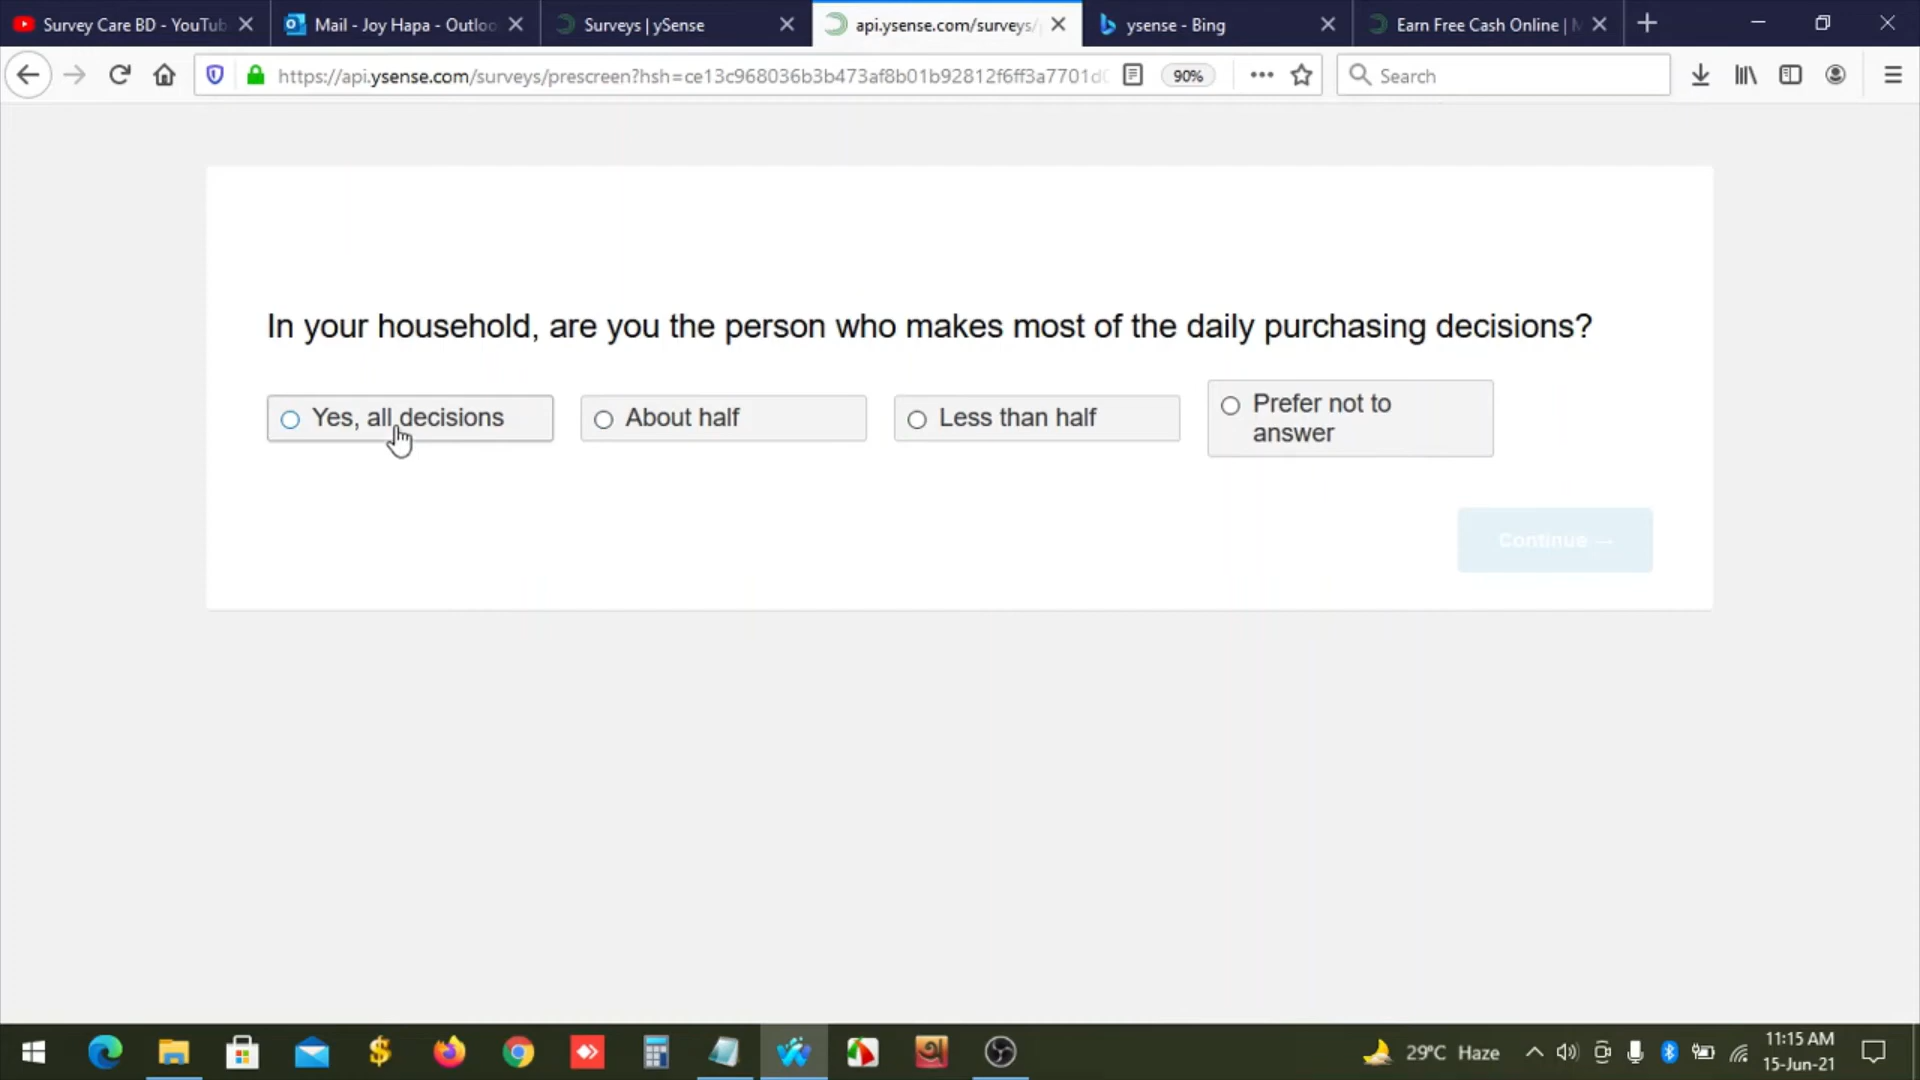 Survey Care BD - YouTub
Mail - Joy Hapa - Outloo
Surveys | ySense
api.ysense.com/surveys/
ysense - Bing
Earn Free Cash Online |
https://api.ysense.com/surveys/prescreen?hsh=ce13c968036b3b473af8b01b92812f6ff3a7701d
90%
Search
In your household, are you the person who makes most of the daily purchasing decisions?
Yes, all decisions
About half
Less than half
Prefer not to
answer
Continue →
29°C Haze
11:15 AM
15-Jun-21